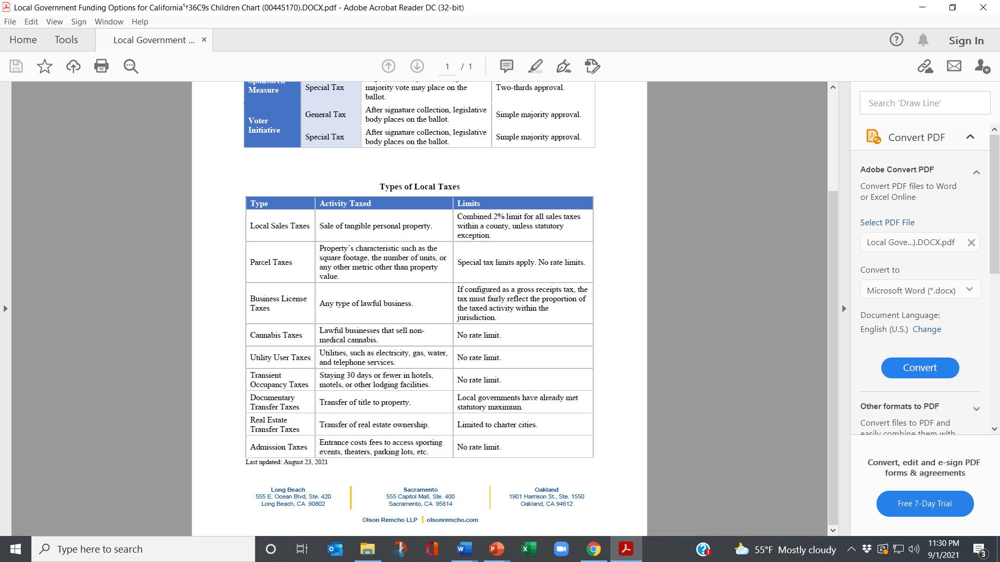 Local Government Funding Options for California¹†36C9s Children Chart (00445170).DOCX.pdf - Adobe Acrobat Reader DC (32-bit)
File Edit View Sign Window Help
Home Tools Local Government ... × Sign In
1 / 1
Sponsored
Measure
Special Tax
majority vote may place on the
ballot.
Two-thirds approval.
Voter
Initiative
General Tax
After signature collection, legislative
body places on the ballot.
Simple majority approval.
Special Tax
After signature collection, legislative
body places on the ballot.
Simple majority approval.
Types of Local Taxes
Type Activity Taxed Limits
Local Sales Taxes
Sale of tangible personal property.
Combined 2% limit for all sales taxes
within a county, unless statutory
exception.
Parcel Taxes
Property's characteristic such as the
square footage, the number of units, or
any other metric other than property
value.
Special tax limits apply. No rate limits.
Business License
Taxes
Any type of lawful business.
If configured as a gross receipts tax, the
tax must fairly reflect the proportion of
the taxed activity within the
jurisdiction.
Cannabis Taxes
Lawful businesses that sell non-
medical cannabis.
No rate limit.
Utility User Taxes
Utilities, such as electricity, gas, water,
and telephone services.
No rate limit.
Transient
Occupancy Taxes
Staying 30 days or fewer in hotels,
motels, or other lodging facilities.
No rate limit.
Documentary
Transfer Taxes
Transfer of title to property.
Local governments have already met
statutory maximum.
Real Estate
Transfer Taxes
Transfer of real estate ownership.
Limited to charter cities.
Admission Taxes
Entrance costs fees to access sporting
events, theaters, parking lots, etc.
No rate limit.
Last updated: August 23, 2021
Long Beach
555 E. Ocean Blvd, Ste. 420
Long Beach, CA 90802
Sacramento
555 Capitol Mall, Ste. 400
Sacramento, CA 95814
Oakland
1901 Harrison St., Ste. 1550
Oakland, CA 94612
Olson Remcho LLP | olsonremcho.com
Search 'Draw Line'
Convert PDF
Adobe Convert PDF
Convert PDF files to Word
or Excel Online
Select PDF File
Local Gove...).DOCX.pdf
Convert to
Microsoft Word (*.docx)
Document Language:
English (U.S.) Change
Convert
Other formats to PDF
Convert files to PDF and
easily combine them with
Convert, edit and e-sign PDF
forms & agreements
Free 7-Day Trial
Type here to search
55°F Mostly cloudy
11:30 PM
9/1/2021
3